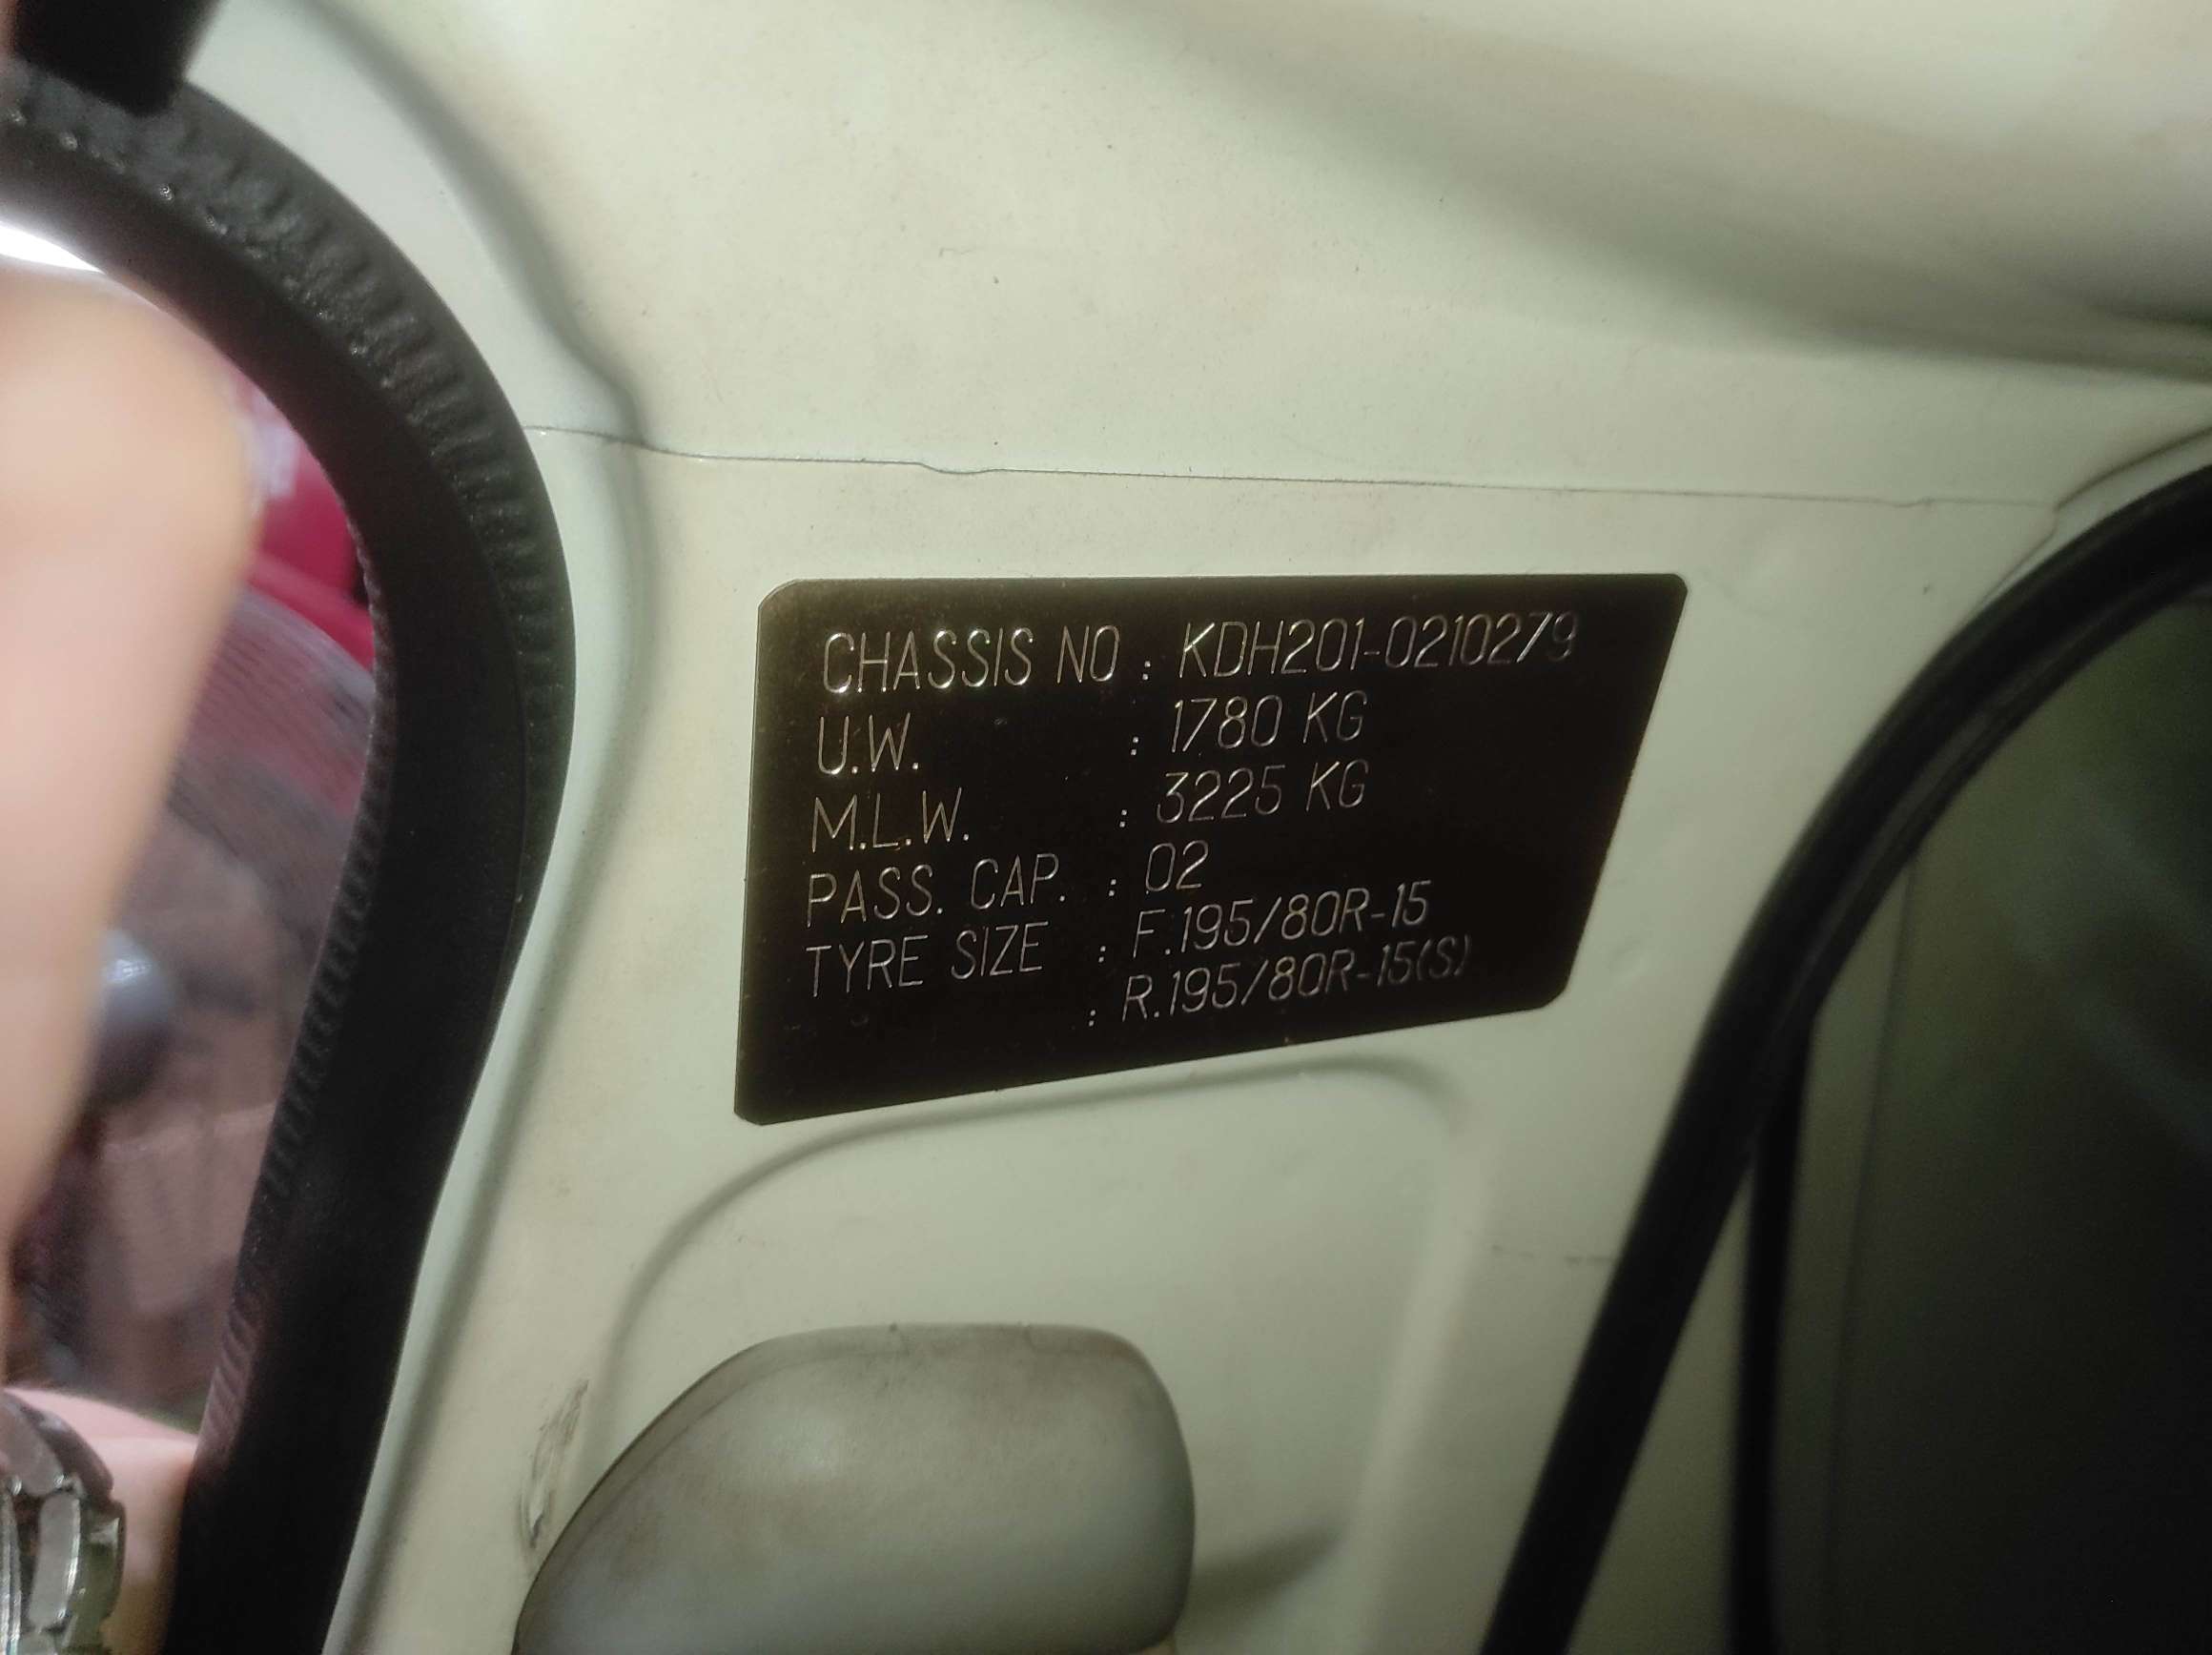 CHASSIS NO : KDH201-0210279
U.W. : 1780 KG
M.L.W. : 3225 KG
PASS. CAP. : 02
TYRE SIZE : F.195/80R-15
: R.195/80R-15(S)